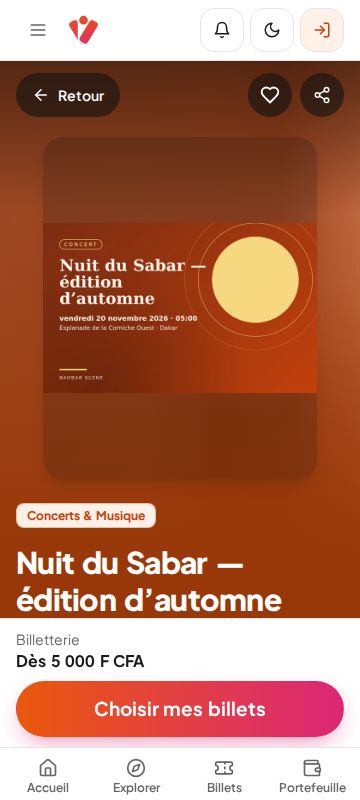 Retour
CONCERT
Nuit du Sabar —
édition
d’automne
vendredi 20 novembre 2026 · 05:00
Esplanade de la Corniche Ouest · Dakar
BAOBAB SCÈNE
Concerts & Musique
Nuit du Sabar —
édition d’automne
Billetterie
Dès 5 000 F CFA
Choisir mes billets
Accueil
Explorer
Billets
Portefeuille